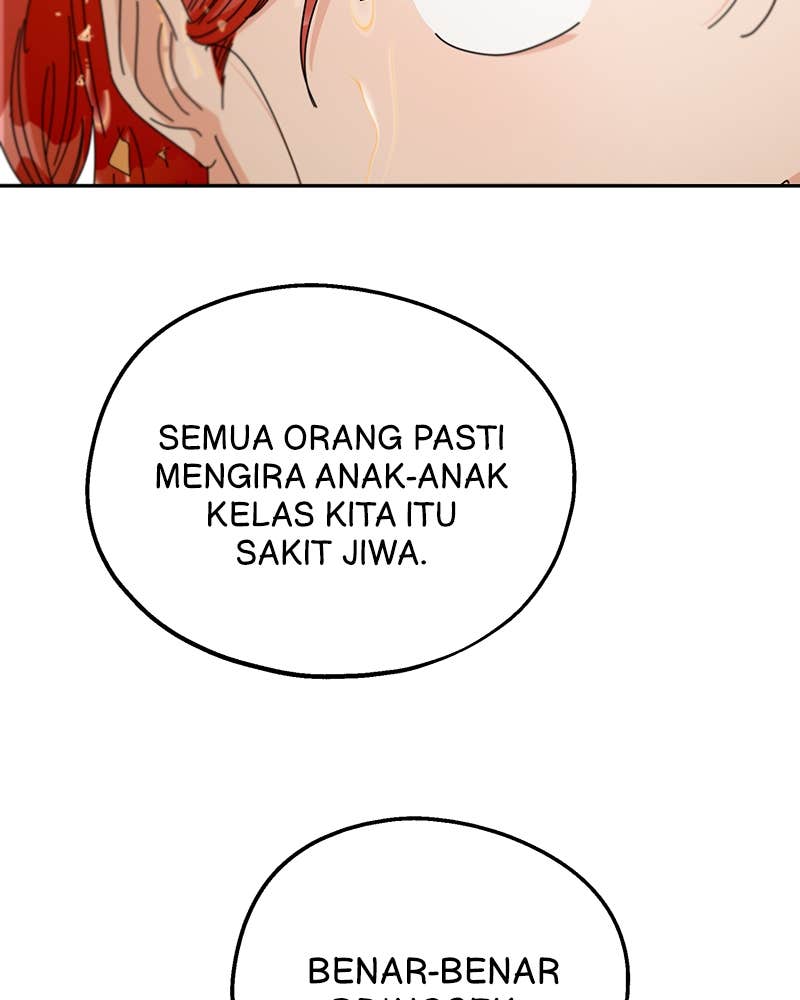 SEMUA ORANG PASTI
MENGIRA ANAK-ANAK
KELAS KITA ITU
SAKIT JIWA.
BENAR-BENAR